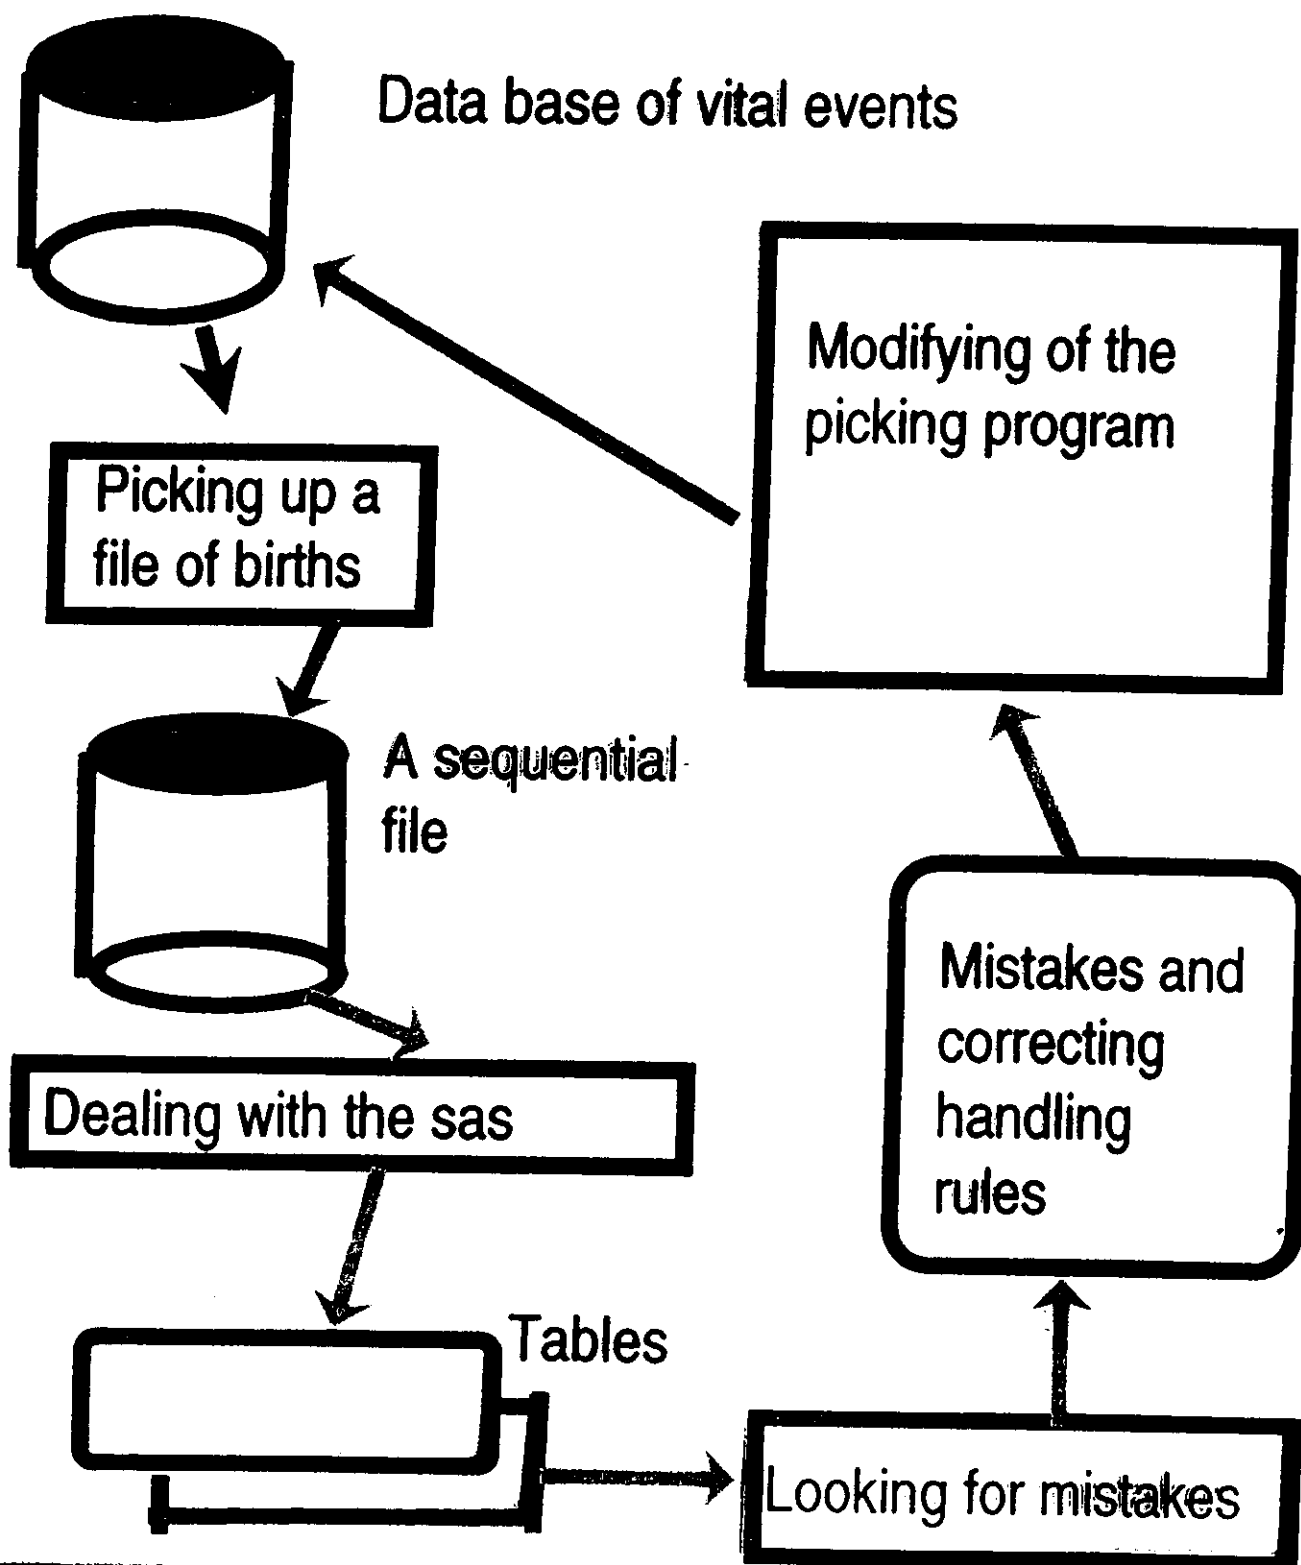 Data base of vital events
Picking up a
file of births
A sequential
file
Dealing with the sas
Tables
Looking for mistakes
Mistakes and
correcting
handling
rules
Modifying of the
picking program